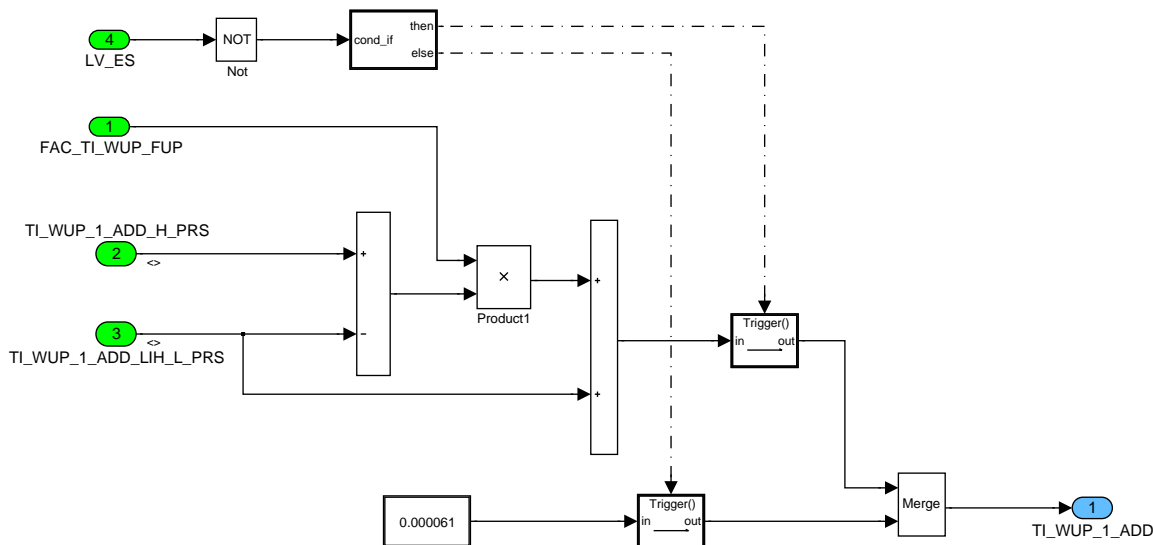 then
4
NOT
cond_if
else
LV_ES
Not
1
FAC_TI_WUP_FUP
TI_WUP_1_ADD_H_PRS
2
+
<>
×
+
Product1
Trigger()
3
−
in
out
<>
TI_WUP_1_ADD_LIH_L_PRS
+
Trigger()
Merge
1
0.000061
in
out
TI_WUP_1_ADD